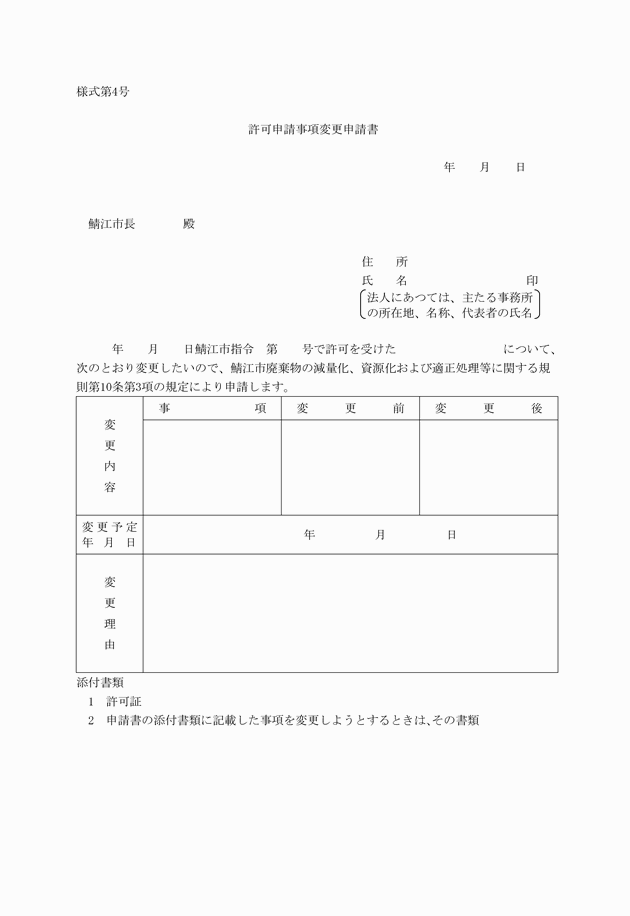 様式第4号
許可申請事項変更申請書
年　　月　　日
鯖江市長　　　　殿
住　　所
氏　　名　　　　　　　　　　印
法人にあつては、主たる事務所
の所在地、名称、代表者の氏名
年　　月　　日鯖江市指令　第　　号で許可を受けた　　　　　　　　　について、
次のとおり変更したいので、鯖江市廃棄物の減量化、資源化および適正処理等に関する規
則第10条第3項の規定により申請します。
変更内容
事　　　　　　　項　変　　更　　前　変　　更　　後
変更予定
年　月　日
年　　　　　月　　　　　日
変更理由
添付書類
1　許可証
2　申請書の添付書類に記載した事項を変更しようとするときは、その書類